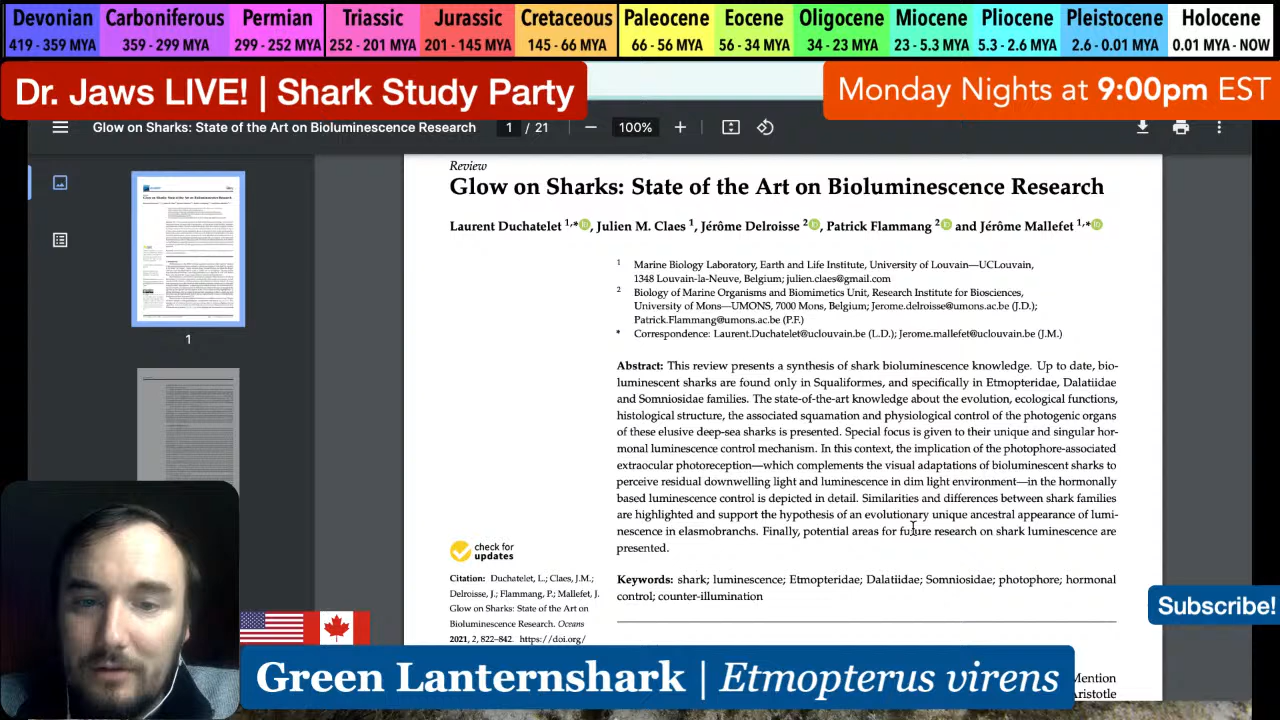 Devonian
419 - 359 MYA
Carboniferous
359 - 299 MYA
Permian
299 - 252 MYA
Triassic
252 - 201 MYA
Jurassic
201 - 145 MYA
Cretaceous
145 - 66 MYA
Paleocene
66 - 56 MYA
Eocene
56 - 34 MYA
Oligocene
34 - 23 MYA
Miocene
23 - 5.3 MYA
Pliocene
5.3 - 2.6 MYA
Pleistocene
2.6 - 0.01 MYA
Holocene
0.01 MYA - NOW
Dr. Jaws LIVE! | Shark Study Party
Monday Nights at 9:00pm EST
Glow on Sharks: State of the Art on Bioluminescence Research
1 / 21
100%
1
Review
Glow on Sharks: State of the Art on Bioluminescence Research
Laurent Duchatelet 1,*, Julien M. Claes 1, Jérôme Delroisse 2, Patrick Flammang 2 and Jérôme Mallefet 1,*
1 Marine Biology Laboratory, Earth and Life Institute, University of Louvain—UCLouvain,
1348 Louvain-la-Neuve, Belgium; julien.claes@gmail.com
2 Biology of Marine Organisms and Biomimetics Unit, Research Institute for Biosciences,
University of Mons—UMONS, 7000 Mons, Belgium; Jerome.delroisse@umons.ac.be (J.D.);
Patrick.Flammang@umons.ac.be (P.F.)
* Correspondence: Laurent.Duchatelet@uclouvain.be (L.D.); Jerome.mallefet@uclouvain.be (J.M.)
Abstract: This review presents a synthesis of shark bioluminescence knowledge. Up to date, bio-
luminescent sharks are found only in Squaliformes, and specifically in Etmopteridae, Dalatiidae
and Somniosidae families. The state-of-the-art knowledge about the evolution, ecological functions,
histological structure, the associated squamation and physiological control of the photogenic organs
of these elusive deep-sea sharks is presented. Special focus is given to their unique and singular hor-
monal luminescence control mechanism. In this context, the implication of the photophore-associated
extraocular photoreception—which complements the visual adaptations of bioluminescent sharks to
perceive residual downwelling light and luminescence in dim light environment—in the hormonally
based luminescence control is depicted in detail. Similarities and differences between shark families
are highlighted and support the hypothesis of an evolutionary unique ancestral appearance of lumi-
nescence in elasmobranchs. Finally, potential areas for future research on shark luminescence are
presented.
Keywords: shark; luminescence; Etmopteridae; Dalatiidae; Somniosidae; photophore; hormonal
control; counter-illumination
check for
updates
Citation: Duchatelet, L.; Claes, J.M.;
Delroisse, J.; Flammang, P.; Mallefet, J.
Glow on Sharks: State of the Art on
Bioluminescence Research. Oceans
2021, 2, 822–842. https://doi.org/
Subscribe!
Mention
Aristotle
Green Lanternshark | Etmopterus virens